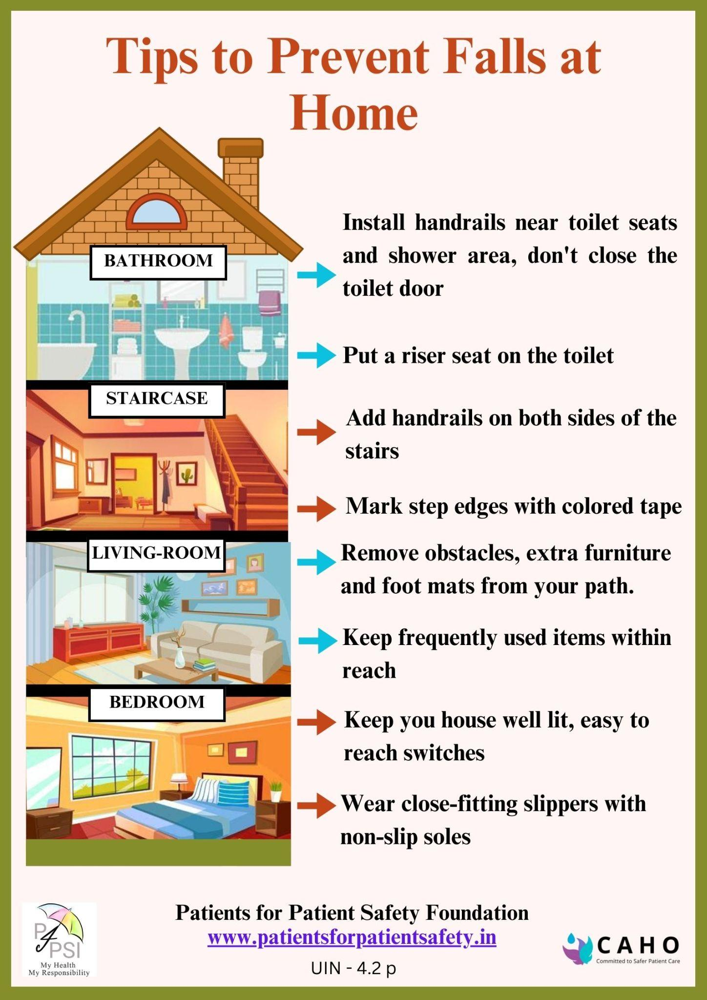 Tips to Prevent Falls at
Home
BATHROOM
Install handrails near toilet seats
and shower area, don't close the
toilet door
Put a riser seat on the toilet
STAIRCASE
Add handrails on both sides of the
stairs
Mark step edges with colored tape
LIVING-ROOM
Remove obstacles, extra furniture
and foot mats from your path.
Keep frequently used items within
reach
BEDROOM
Keep you house well lit, easy to
reach switches
Wear close-fitting slippers with
non-slip soles
P4PSI
My Health
My Responsibility
Patients for Patient Safety Foundation
www.patientsforpatientsafety.in
UIN - 4.2 p
CAHO
Committed to Safer Patient Care